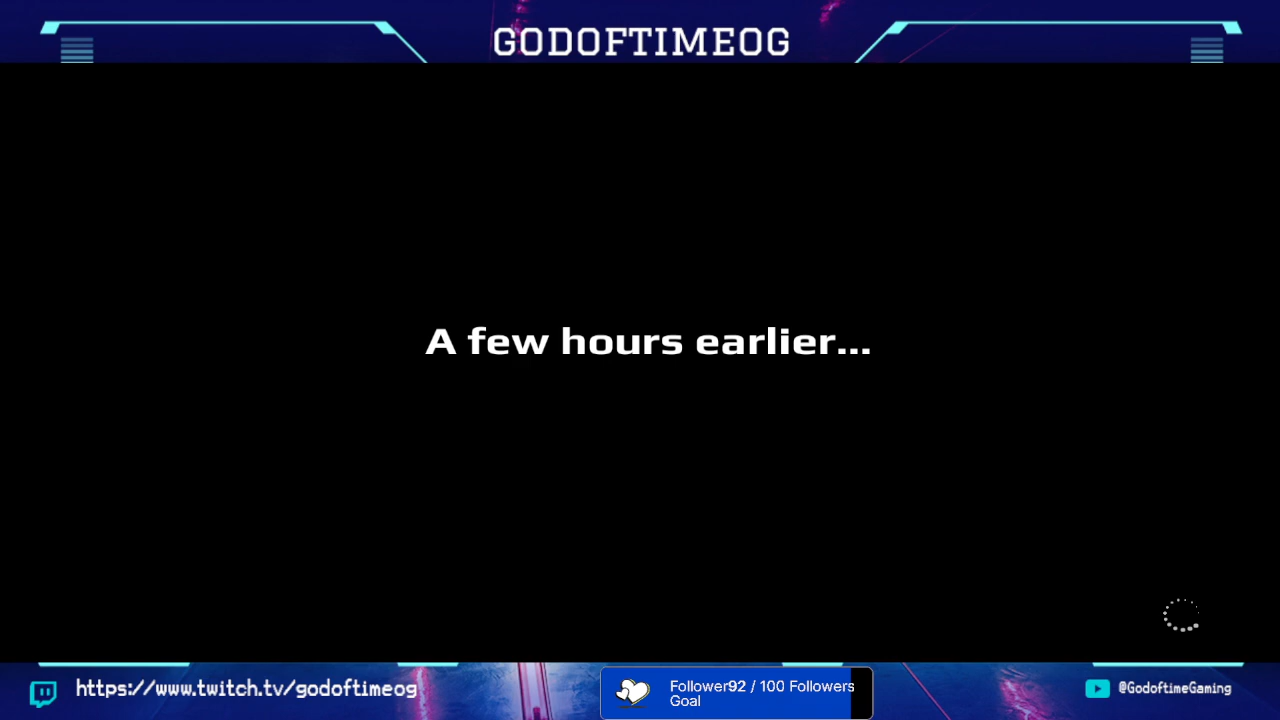 GODOFTIMEOG
A few hours earlier...
https://www.twitch.tv/godoftimeog
Follower92 / 100 Followers
Goal
@GodoftimeGaming